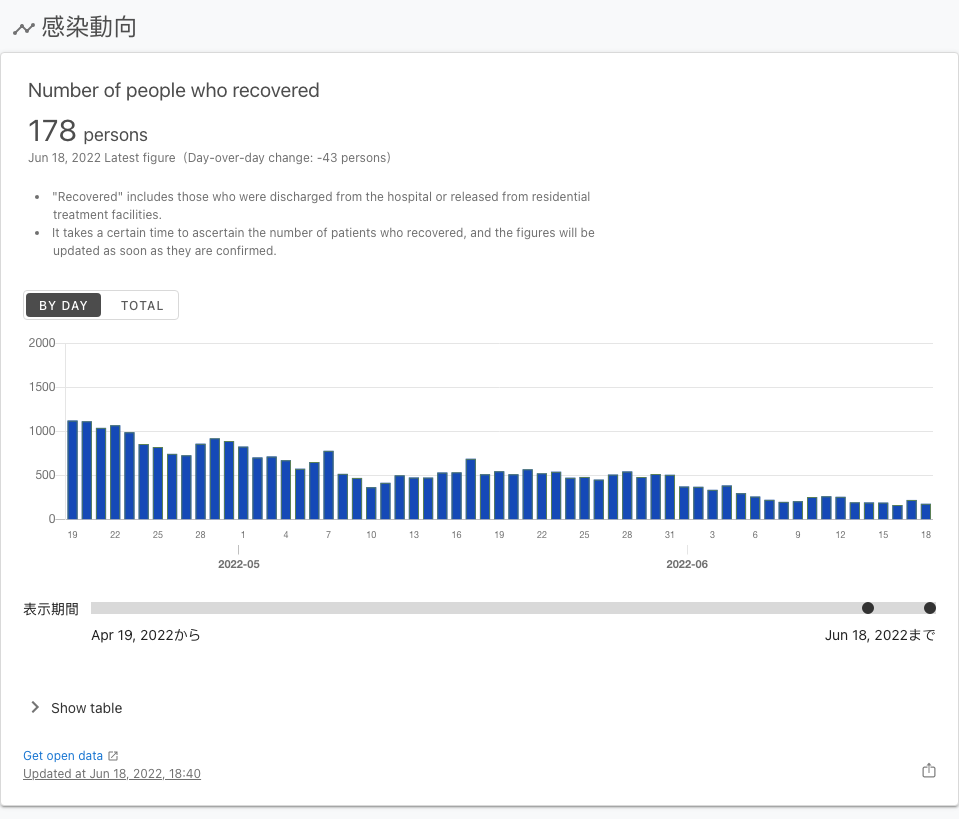 感染動向
Number of people who recovered
178 persons
Jun 18, 2022 Latest figure (Day-over-day change: -43 persons)
"Recovered" includes those who were discharged from the hospital or released from residential
treatment facilities.
It takes a certain time to ascertain the number of patients who recovered, and the figures will be
updated as soon as they are confirmed.
BY DAY TOTAL
2000
1500
1000
500
0
19 22 25 28 1 4 7 10 13 16 19 22 25 28 31 3 6 9 12 15 18
2022-05 2022-06
表示期間
Apr 19, 2022から Jun 18, 2022まで
Show table
Get open data
Updated at Jun 18, 2022, 18:40